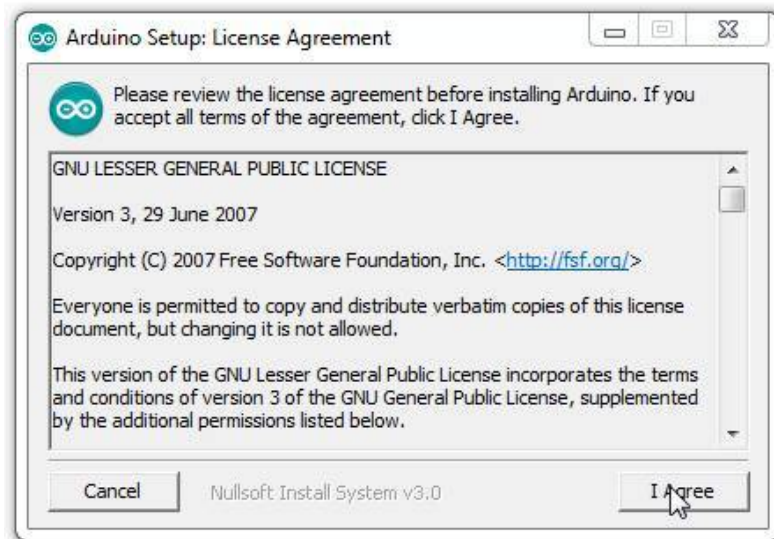 Arduino Setup: License Agreement
Please review the license agreement before installing Arduino. If you
accept all terms of the agreement, click I Agree.
GNU LESSER GENERAL PUBLIC LICENSE
Version 3, 29 June 2007
Copyright (C) 2007 Free Software Foundation, Inc. <http://fsf.org/>
Everyone is permitted to copy and distribute verbatim copies of this license
document, but changing it is not allowed.
This version of the GNU Lesser General Public License incorporates the terms
and conditions of version 3 of the GNU General Public License, supplemented
by the additional permissions listed below.
Cancel Nullsoft Install System v3.0 I Agree